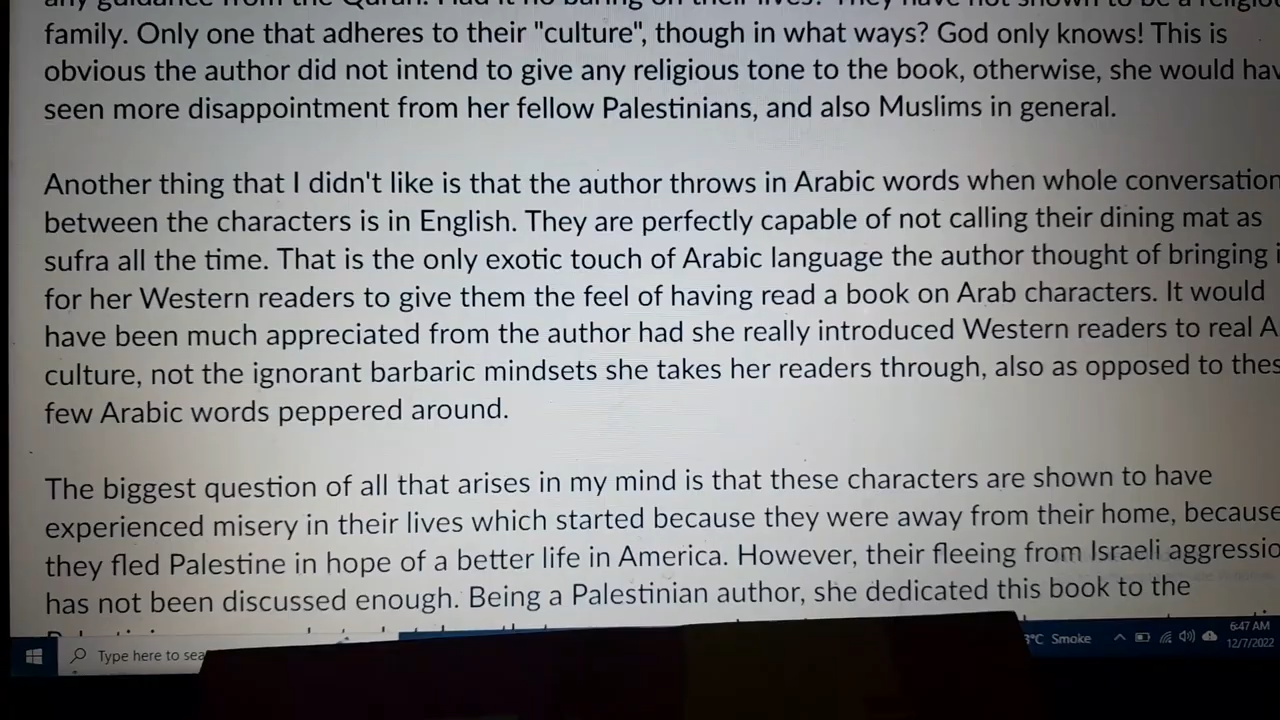 family. Only one that adheres to their "culture", though in what ways? God only knows! This is
obvious the author did not intend to give any religious tone to the book, otherwise, she would hav
seen more disappointment from her fellow Palestinians, and also Muslims in general.
Another thing that I didn't like is that the author throws in Arabic words when whole conversation
between the characters is in English. They are perfectly capable of not calling their dining mat as
sufra all the time. That is the only exotic touch of Arabic language the author thought of bringing i
for her Western readers to give them the feel of having read a book on Arab characters. It would
have been much appreciated from the author had she really introduced Western readers to real A
culture, not the ignorant barbaric mindsets she takes her readers through, also as opposed to thes
few Arabic words peppered around.
The biggest question of all that arises in my mind is that these characters are shown to have
experienced misery in their lives which started because they were away from their home, because
they fled Palestine in hope of a better life in America. However, their fleeing from Israeli aggressio
has not been discussed enough. Being a Palestinian author, she dedicated this book to the
Type here to sea
3°C Smoke
6:47 AM
12/7/2022